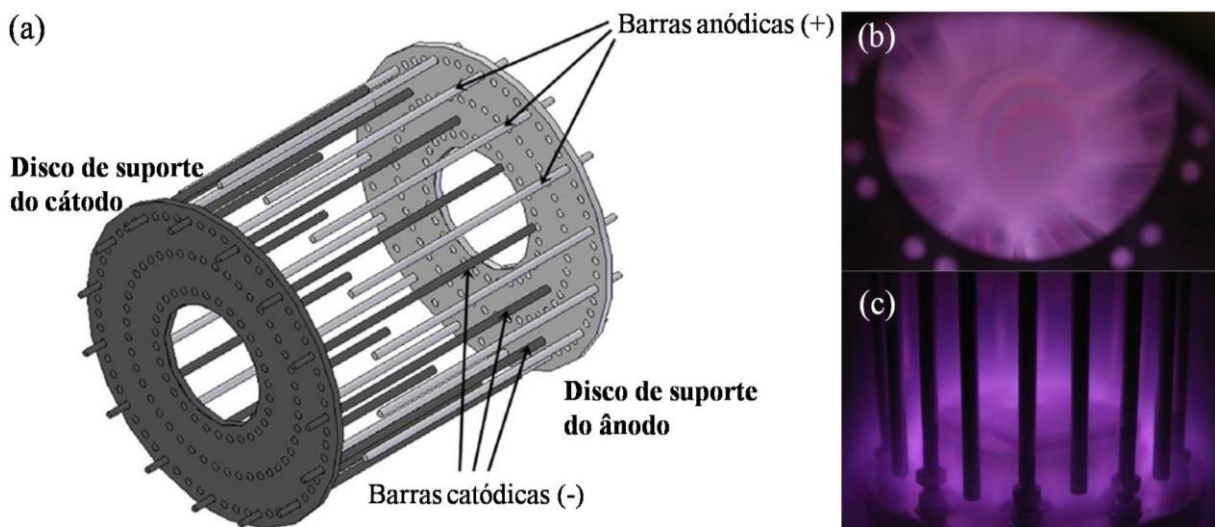 (a)
Barras anódicas (+)
(b)
Disco de suporte
do cátodo
(c)
Disco de suporte
do ânodo
Barras catódicas (-)